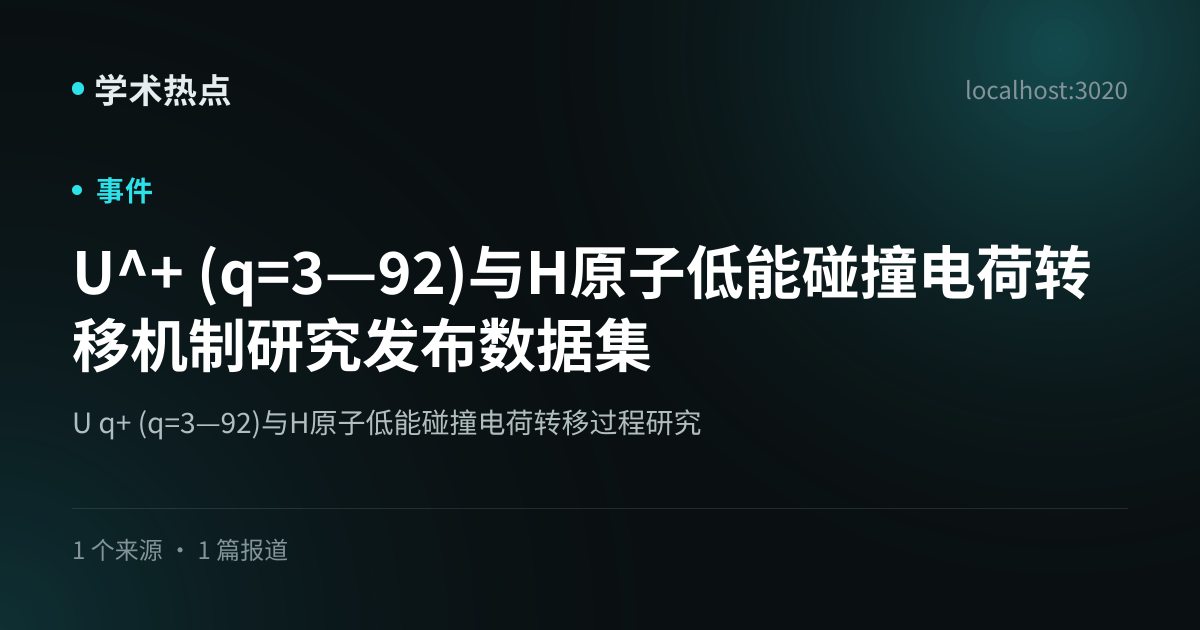 学术热点
localhost:3020
事件
U^+ (q=3—92)与H原子低能碰撞电荷转
移机制研究发布数据集
U q+ (q=3—92)与H原子低能碰撞电荷转移过程研究
1 个来源 · 1 篇报道